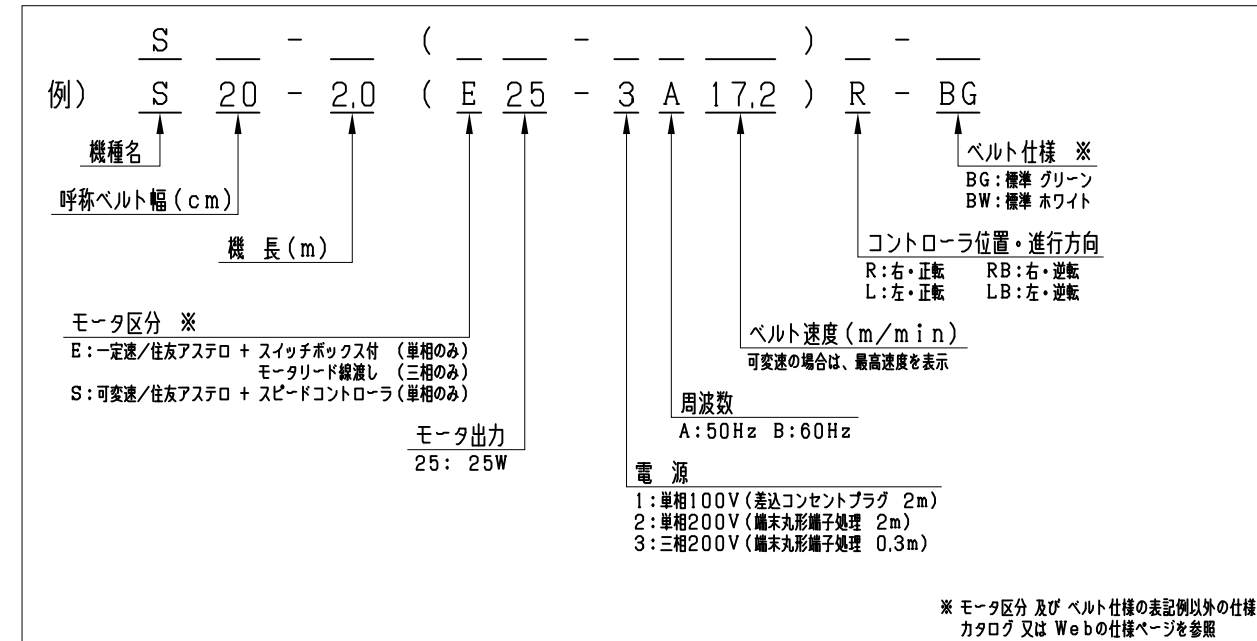 S - ( - ) -
例) S 20 - 2.0 ( E 25 - 3 A 17.2 ) R - BG
機種名
呼称ベルト幅(cm)
機 長(m)
ベルト仕様 ※
BG:標準 グリーン
BW:標準 ホワイト
コントローラ位置・進行方向
R:右・正転 RB:右・逆転
L:左・正転 LB:左・逆転
モータ区分 ※
E:一定速/住友アステロ + スイッチボックス付 (単相のみ)
モータリード線渡し (三相のみ)
S:可変速/住友アステロ + スピードコントローラ(単相のみ)
ベルト速度(m/min)
可変速の場合は、最高速度を表示
周波数
A:50Hz B:60Hz
モータ出力
25: 25W
電 源
1:単相100V(差込コンセントプラグ 2m)
2:単相200V(端末丸形端子処理 2m)
3:三相200V(端末丸形端子処理 0.3m)
※ モータ区分 及び ベルト仕様の表記例以外の仕様
カタログ 又は Webの仕様ページを参照